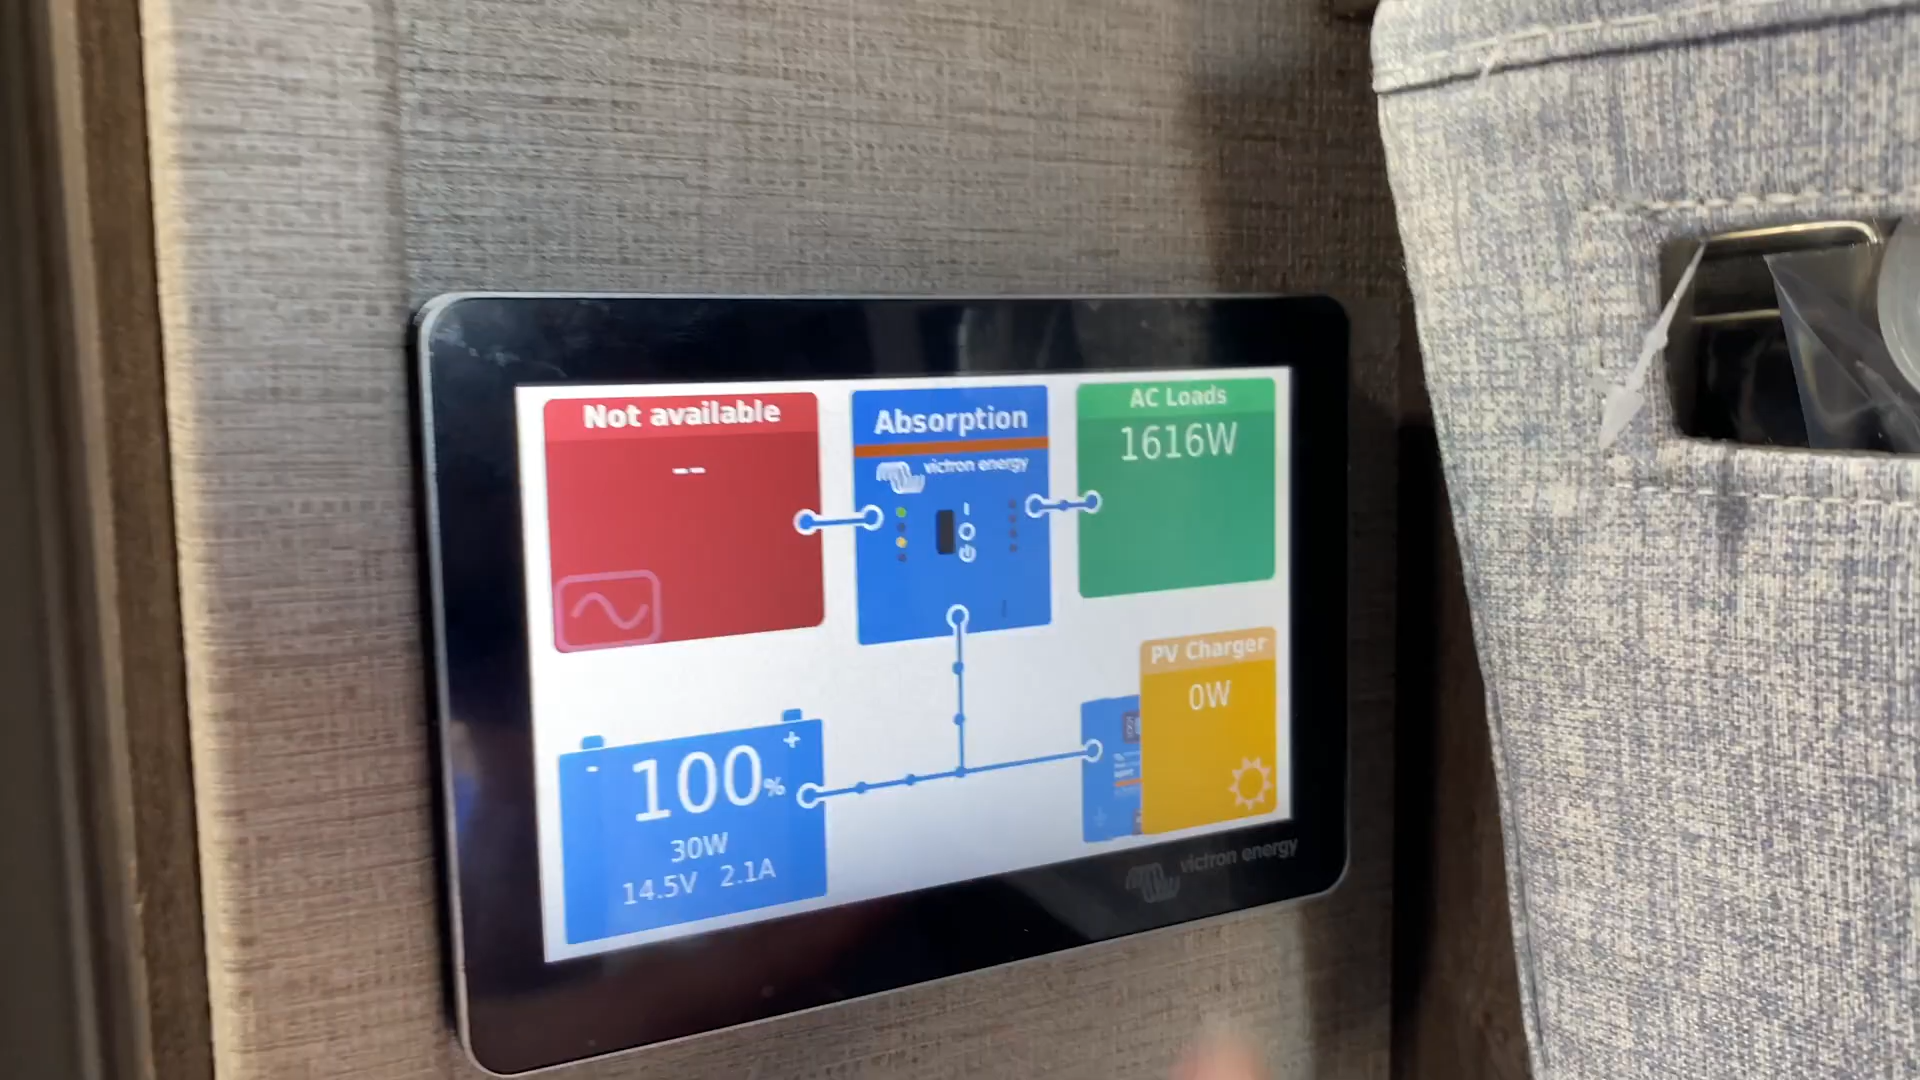 Not available
--
Absorption
victron energy
AC Loads
1616W
PV Charger
0W
100%
30W
14.5V 2.1A
victron energy